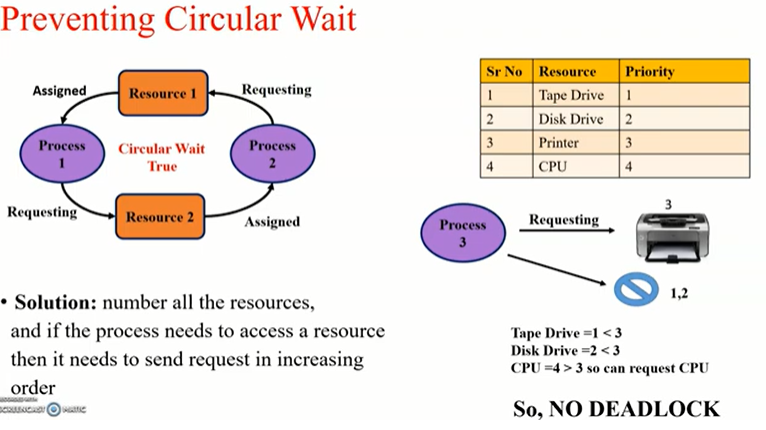 Preventing Circular Wait
Assigned
Resource 1
Requesting
Process
1
Circular Wait
True
Process
2
Requesting
Resource 2
Assigned
• Solution: number all the resources,
and if the process needs to access a resource
then it needs to send request in increasing
order
RECORDED WITH
SCREENCAST MATIC
Sr No Resource Priority
1 Tape Drive 1
2 Disk Drive 2
3 Printer 3
4 CPU 4
Process
3
Requesting
3
1,2
Tape Drive =1 < 3
Disk Drive =2 < 3
CPU =4 > 3 so can request CPU
So, NO DEADLOCK